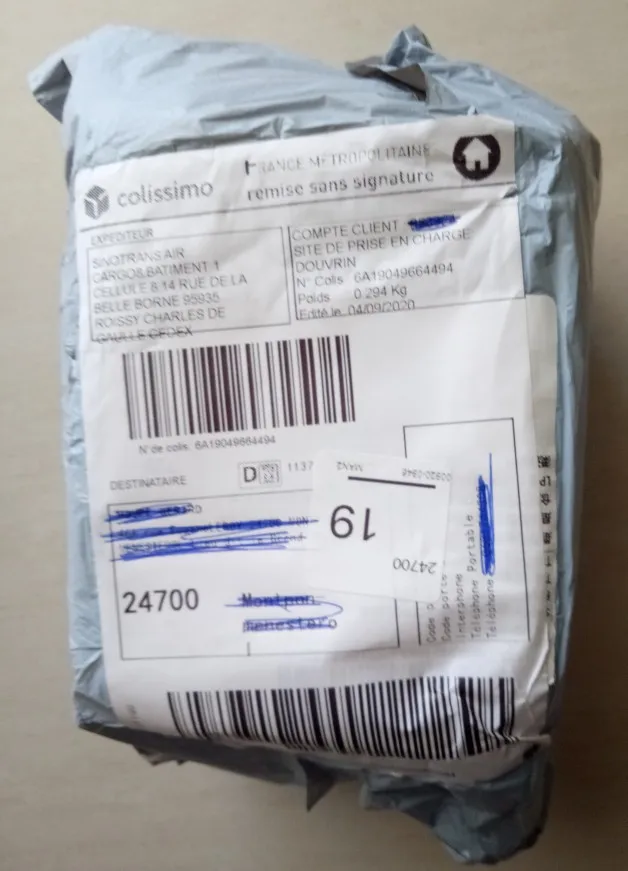 colissimo
FRANCE METROPOLITAINE
remise sans signature
EXPEDITEUR
SINOTRANS AIR
CARGO&BATIMENT 1
CELLULE 8 14 RUE DE LA
BELLE BORNE 95935
ROISSY CHARLES DE
GAULLE CEDEX
COMPTE CLIENT
SITE DE PRISE EN CHARGE
DOUVRIN
N° Colis 6A19049664494
Poids 0.294 Kg
Edité le 04/09/2020
N° de colis: 6A19049664494
DESTINATAIRE
D
1137
24700
MAN2
19
24700
Code
Code porte
Interphone
Téléphone Portable
Téléphone